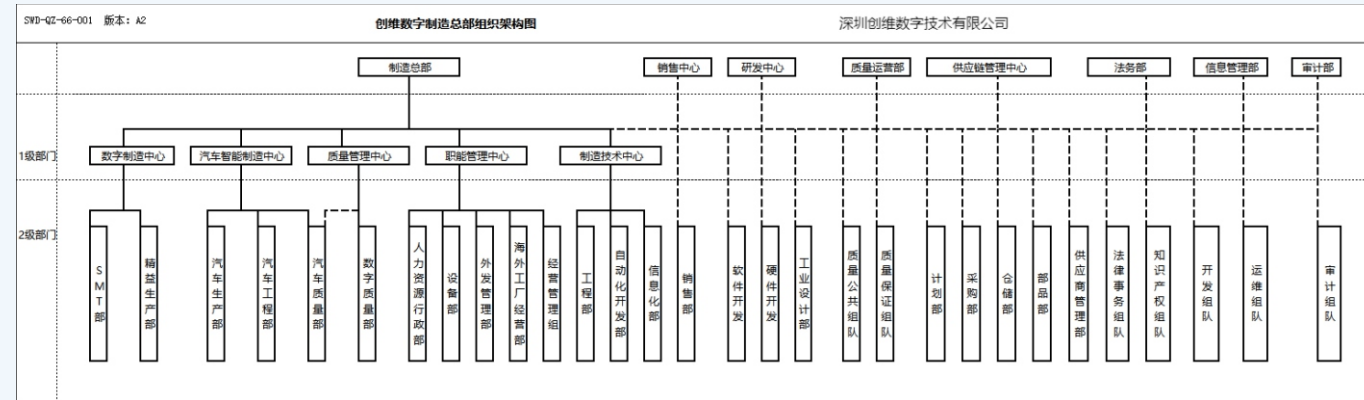 SWD-QZ-66-001 版本: A2
创维数字制造总部组织架构图
深圳创维数字技术有限公司
制造总部
销售中心
研发中心
质量运营部
供应链管理中心
法务部
信息管理部
审计部
1级部门
数字制造中心
汽车智能制造中心
质量管理中心
职能管理中心
制造技术中心
2级部门
SMT部
精益生产部
汽车生产部
汽车工程部
汽车质量部
数字质量部
人力资源行政部
设备部
外发管理部
海外工厂经营部
经营管理组
工程部
自动化开发部
信息化部
销售部
软件开发
硬件开发
工业设计部
质量公共组队
质量保证组队
计划部
采购部
仓储部
部品部
供应商管理部
法律事务组队
知识产权组队
开发组队
运维组队
审计组队